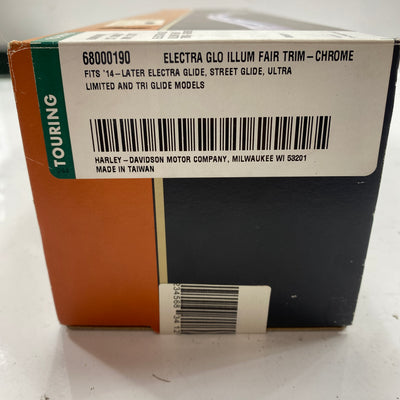 68000190 ELECTRA GLO ILLUM FAIR TRIM-CHROME
FITS '14-LATER ELECTRA GLIDE, STREET GLIDE, ULTRA
LIMITED AND TRI GLIDE MODELS
TOURING
HARLEY-DAVIDSON MOTOR COMPANY, MILWAUKEE WI 53201
MADE IN TAIWAN